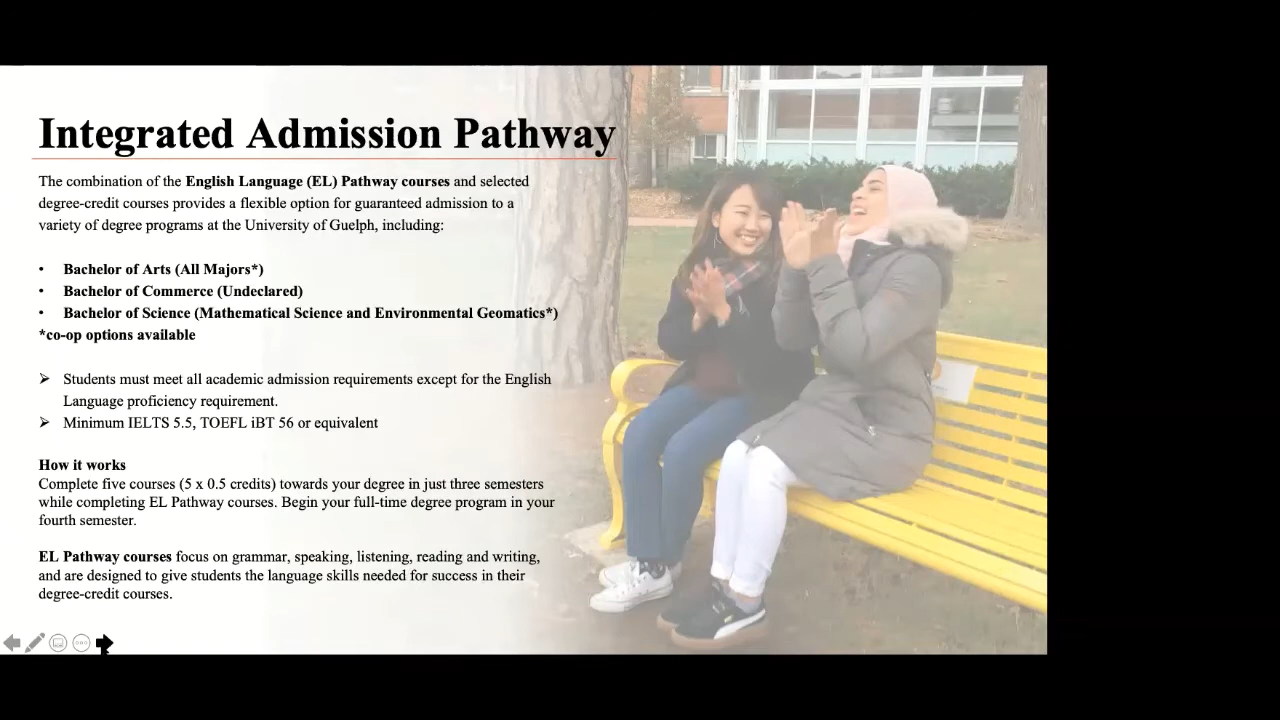 Integrated Admission Pathway
The combination of the English Language (EL) Pathway courses and selected
degree-credit courses provides a flexible option for guaranteed admission to a
variety of degree programs at the University of Guelph, including:
• Bachelor of Arts (All Majors*)
• Bachelor of Commerce (Undeclared)
• Bachelor of Science (Mathematical Science and Environmental Geomatics*)
*co-op options available
➢ Students must meet all academic admission requirements except for the English
Language proficiency requirement.
➢ Minimum IELTS 5.5, TOEFL iBT 56 or equivalent
How it works
Complete five courses (5 x 0.5 credits) towards your degree in just three semesters
while completing EL Pathway courses. Begin your full-time degree program in your
fourth semester.
EL Pathway courses focus on grammar, speaking, listening, reading and writing,
and are designed to give students the language skills needed for success in their
degree-credit courses.